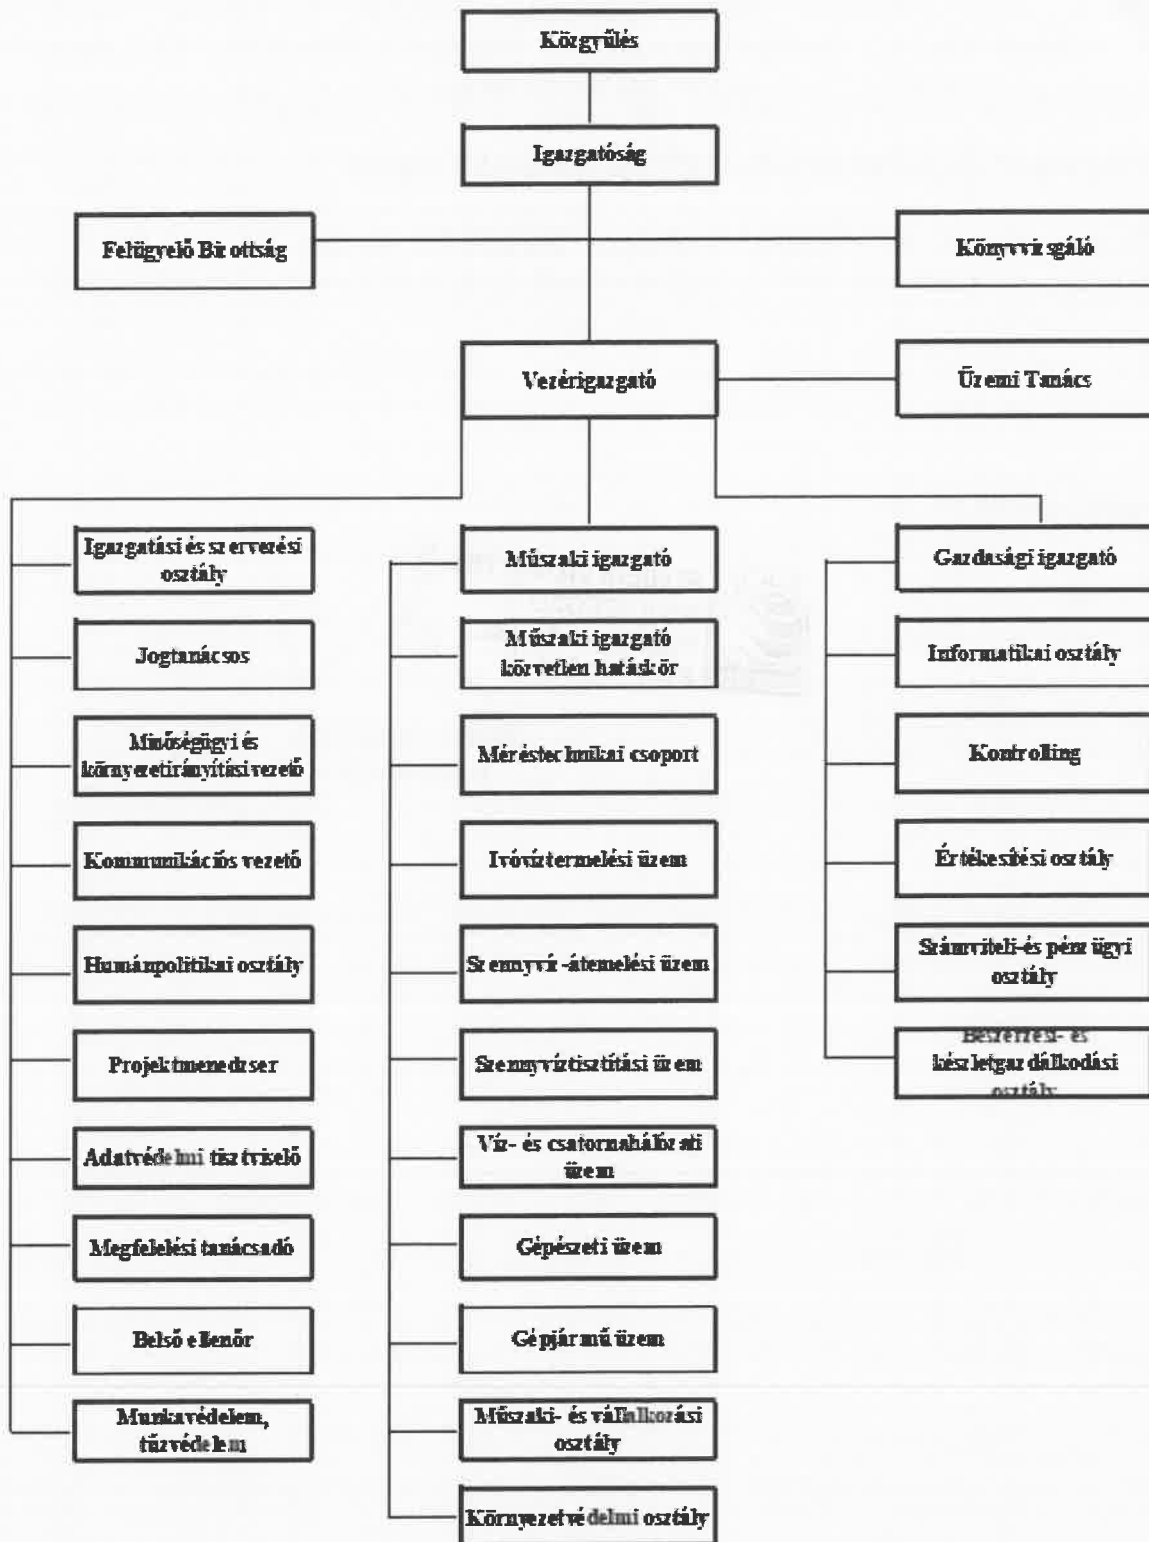 Közgyűlés
Igazgatóság
Felügyelő Bizottság
Könyvvizsgáló
Vezérigazgató
Üzemi Tanács
Igazgatási és szervezési
osztály
Jogtanácsos
Minőségügyi és
környezetirányítási vezető
Kommunikációs vezető
Humánpolitikai osztály
Projektmenedzser
Adatvédelmi tisztviselő
Megfelelési tanácsadó
Belső ellenőr
Munkavédelem,
tűzvédelem
Műszaki igazgató
Műszaki igazgató
közvetlen hatáskör
Méréstechnikai csoport
Ivóvíztermelési üzem
Szennyvíz-átemelési üzem
Szennyvíztisztítási üzem
Víz- és csatornahálózati
üzem
Gépészeti üzem
Gépjármű üzem
Műszaki- és vállalkozási
osztály
Környezetvédelmi osztály
Gazdasági igazgató
Informatikai osztály
Kontrolling
Értékesítési osztály
Számviteli-és pénzügyi
osztály
Beszerzési- és
készletgazdálkodási
osztály